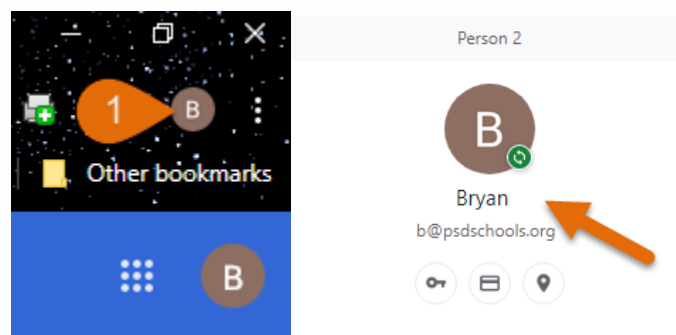 1
B
Other bookmarks
B
Person 2
B
Bryan
b@psdschools.org